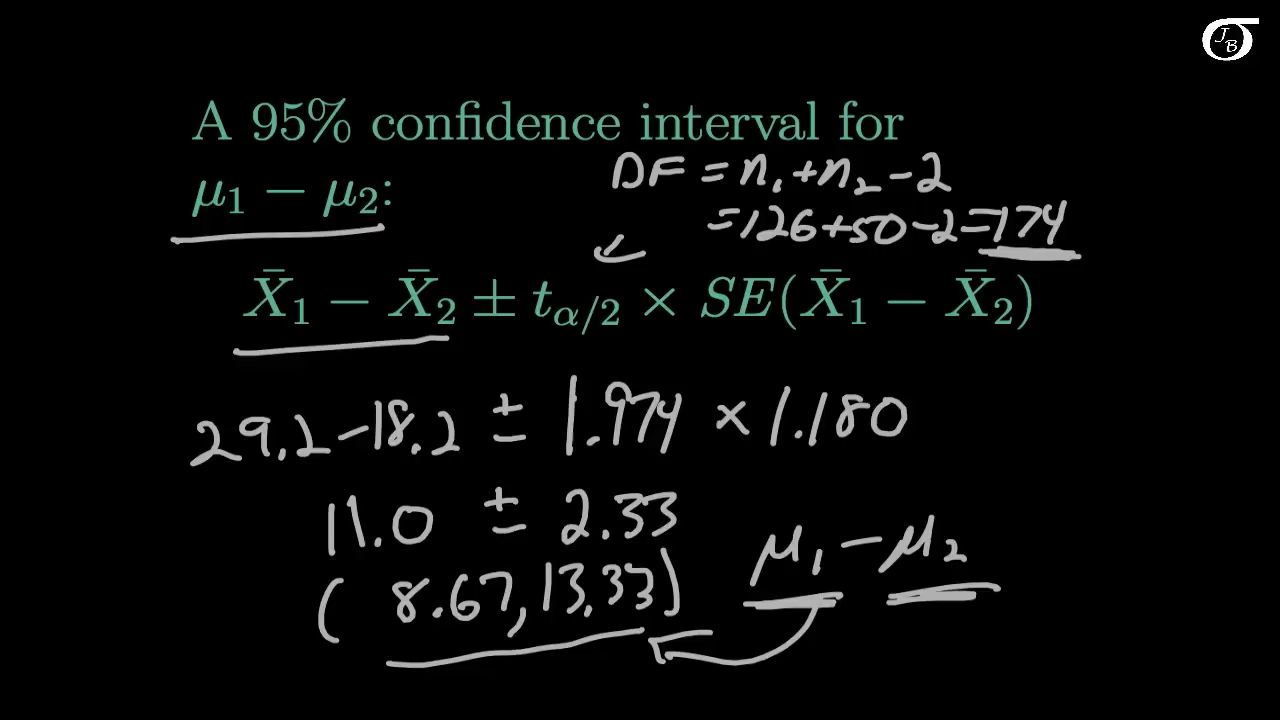 JB
A 95% confidence interval for
DF = n₁ + n₂ - 2
μ₁ − μ₂:
= 126 + 50 - 2 = 174
X̄₁ − X̄₂ ± t_{α/2} × SE(X̄₁ − X̄₂)
29.2 - 18.2 ± 1.974 × 1.180
11.0 ± 2.33
μ₁ - μ₂
(8.67, 13.33)